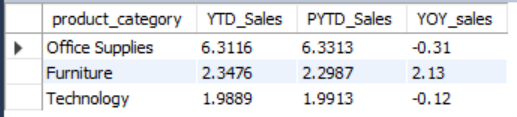 product_category YTD_Sales PYTD_Sales YOY_sales
Office Supplies 6.3116 6.3313 -0.31
Furniture 2.3476 2.2987 2.13
Technology 1.9889 1.9913 -0.12